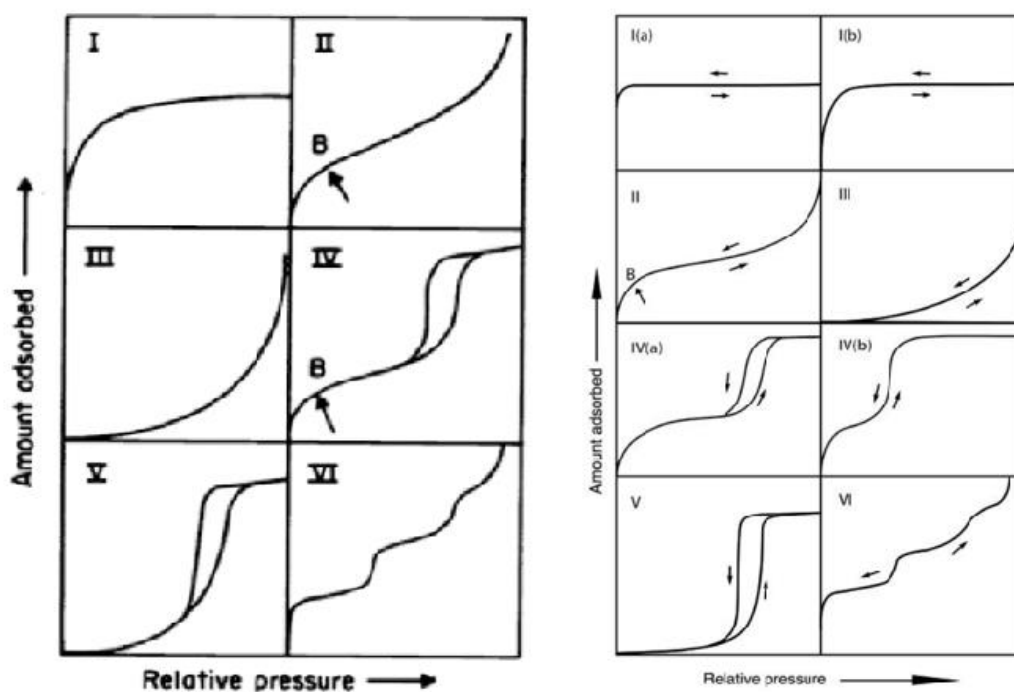 I
II
B
III
IV
B
V
VI
Amount adsorbed
Relative pressure
I(a)
I(b)
II
B
III
IV(a)
IV(b)
V
VI
Amount adsorbed
Relative pressure